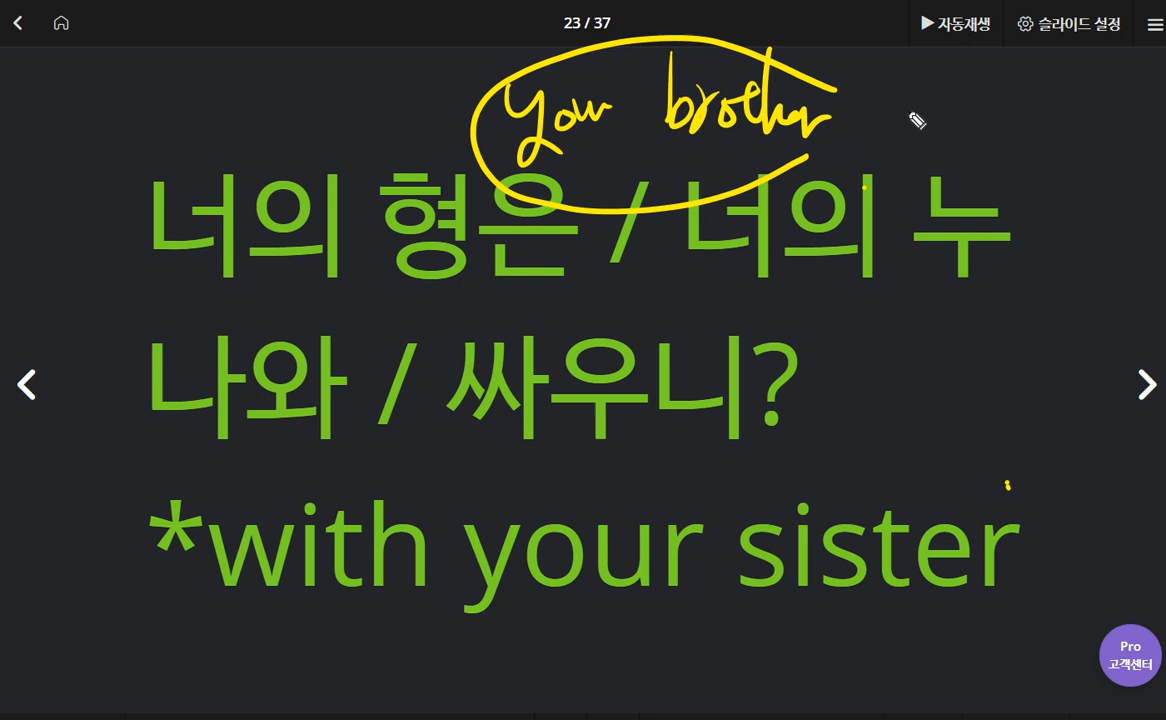 23 / 37
자동재생
슬라이드 설정
your brother
너의 형은 / 너의 누
나와 / 싸우니?
*with your sister
Pro
고객센터